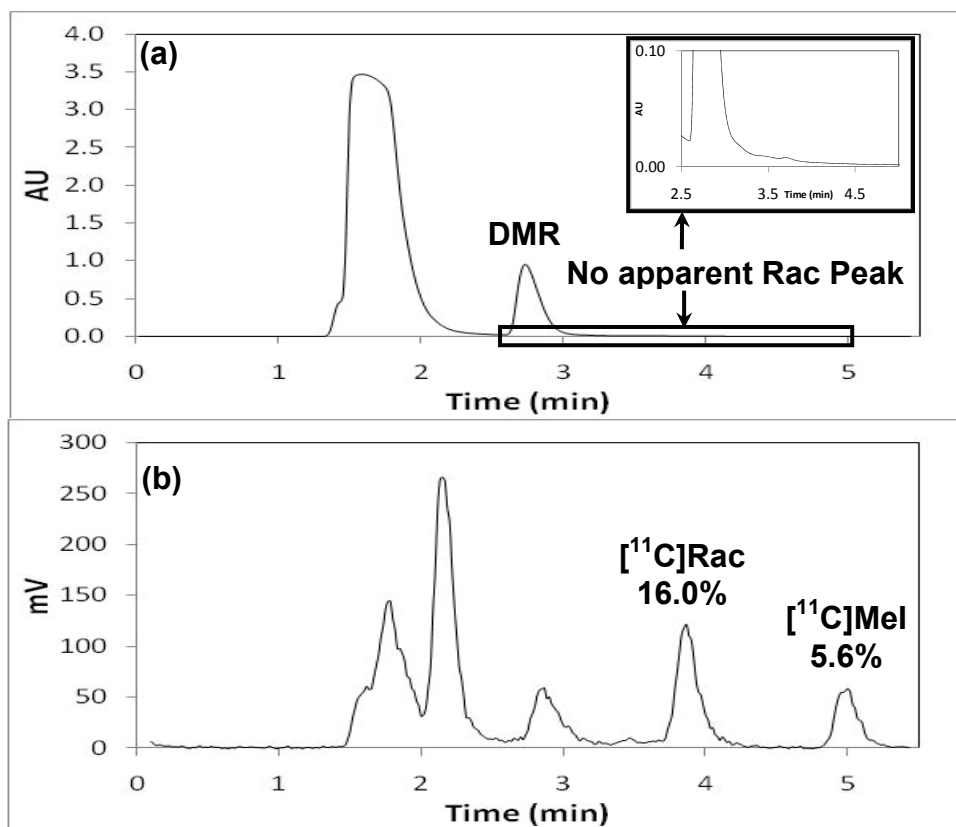 (a)
4.0
3.5
3.0
2.5
2.0
1.5
1.0
0.5
0.0
AU
0 1 2 3 4 5
Time (min)
DMR
No apparent Rac Peak
0.10
0.00
AU
2.5 3.5 Time (min) 4.5
(b)
300
250
200
150
100
50
0
mV
0 1 2 3 4 5
Time (min)
[¹¹C]Rac
16.0%
[¹¹C]Mel
5.6%